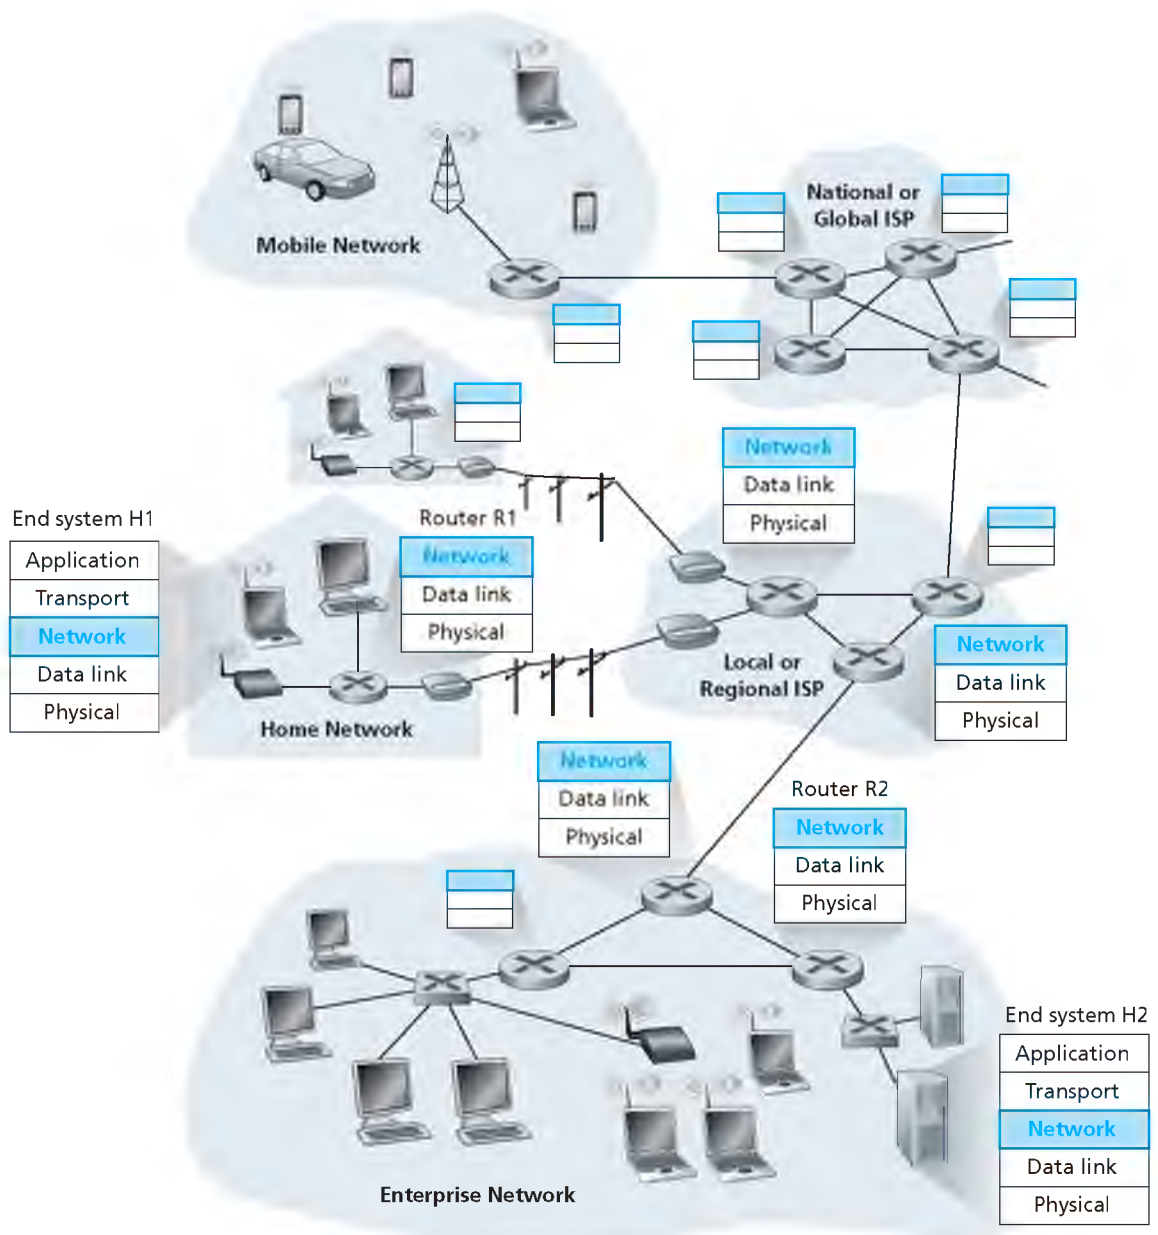 Mobile Network
National or
Global ISP
Network
Data link
Physical
End system H1
Application
Transport
Network
Data link
Physical
Router R1
Network
Data link
Physical
Home Network
Local or
Regional ISP
Network
Data link
Physical
Network
Data link
Physical
Router R2
Network
Data link
Physical
End system H2
Application
Transport
Network
Data link
Physical
Enterprise Network